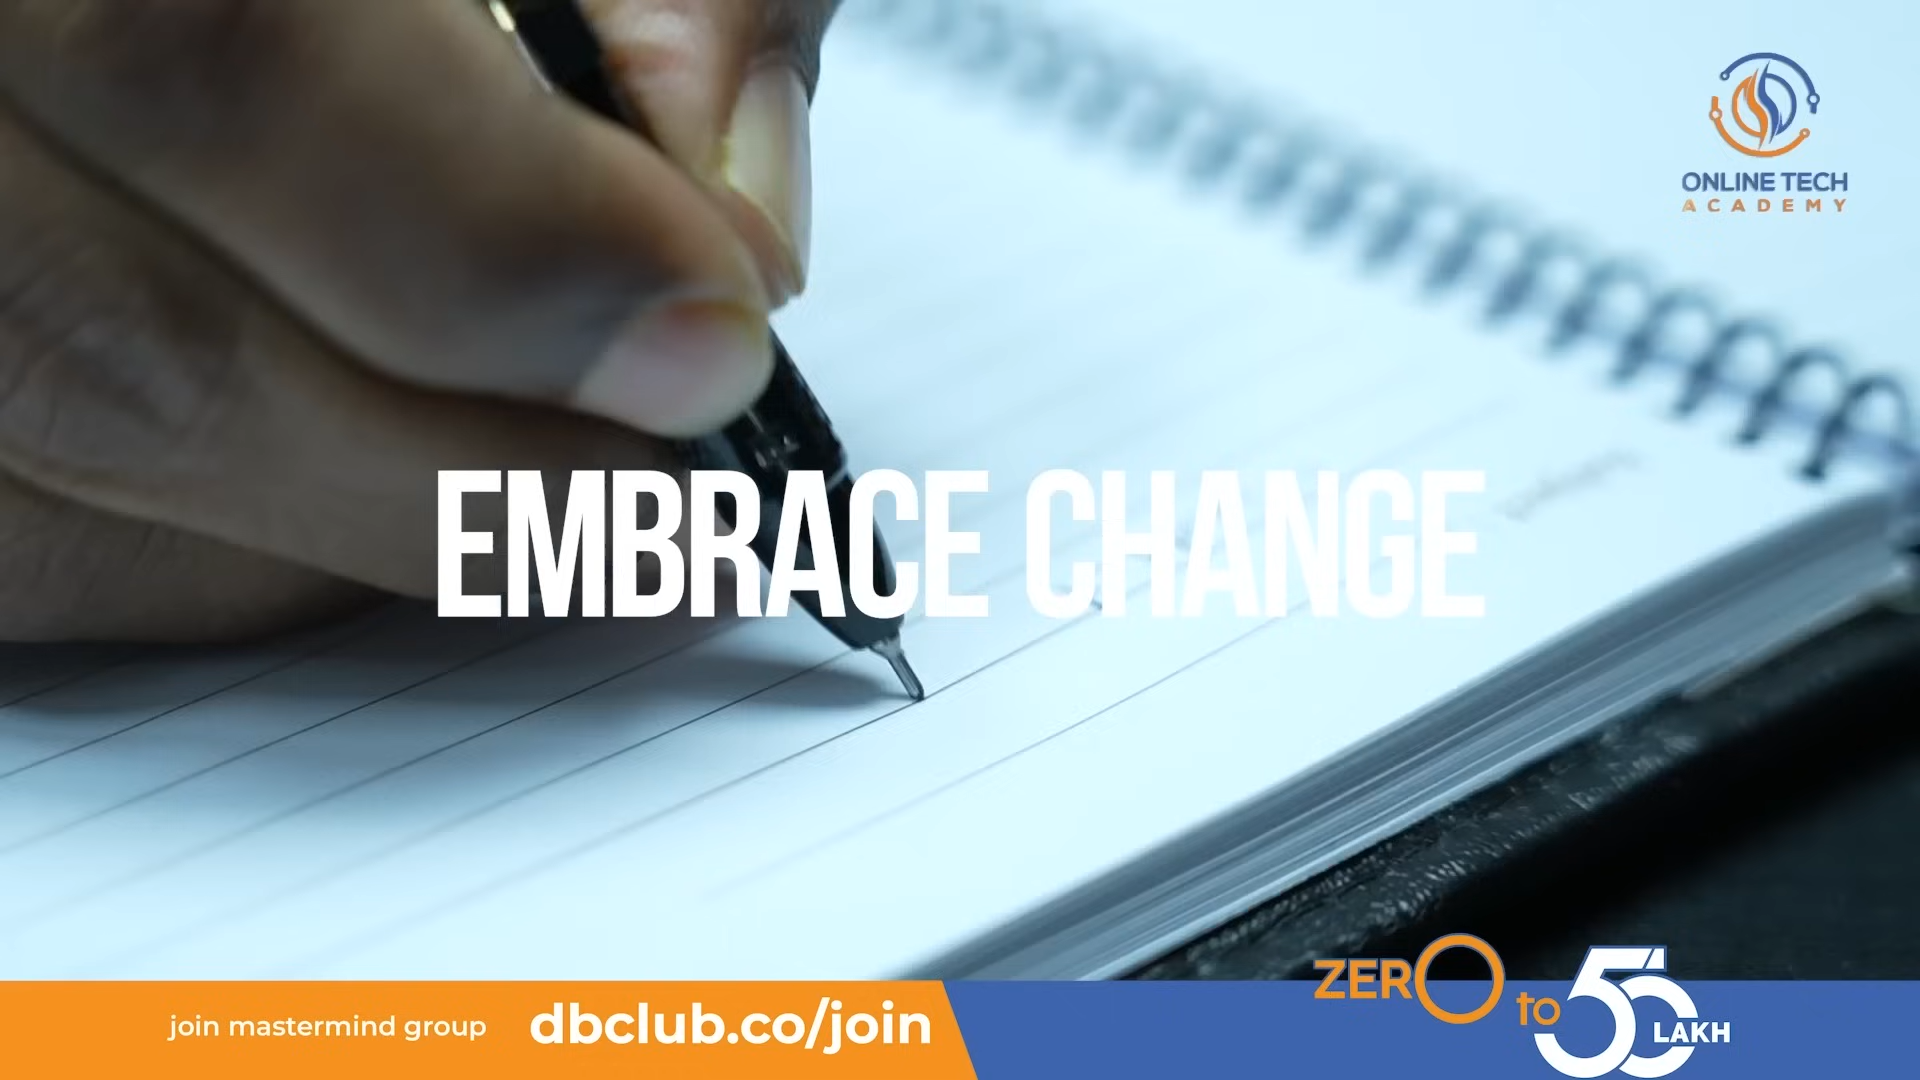 ONLINE TECH
ACADEMY
EMBRACE CHANGE
ZERO to 50 LAKH
join mastermind group dbclub.co/join